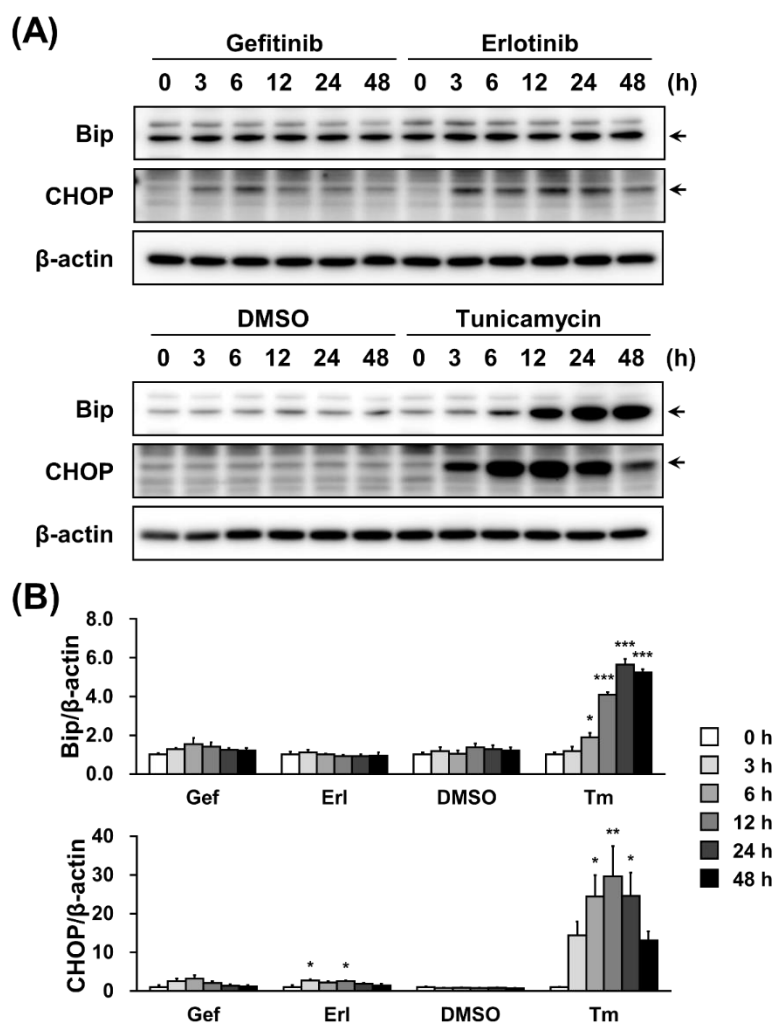 (A)
Gefitinib Erlotinib
0 3 6 12 24 48 0 3 6 12 24 48 (h)
Bip
CHOP
β-actin
DMSO Tunicamycin
0 3 6 12 24 48 0 3 6 12 24 48 (h)
Bip
CHOP
β-actin
(B)
Bip/β-actin
8.0
6.0
4.0
2.0
0.0
* *** *** ***
Gef Erl DMSO Tm
CHOP/β-actin
40
30
20
10
0
* * * ** *
Gef Erl DMSO Tm
0 h
3 h
6 h
12 h
24 h
48 h